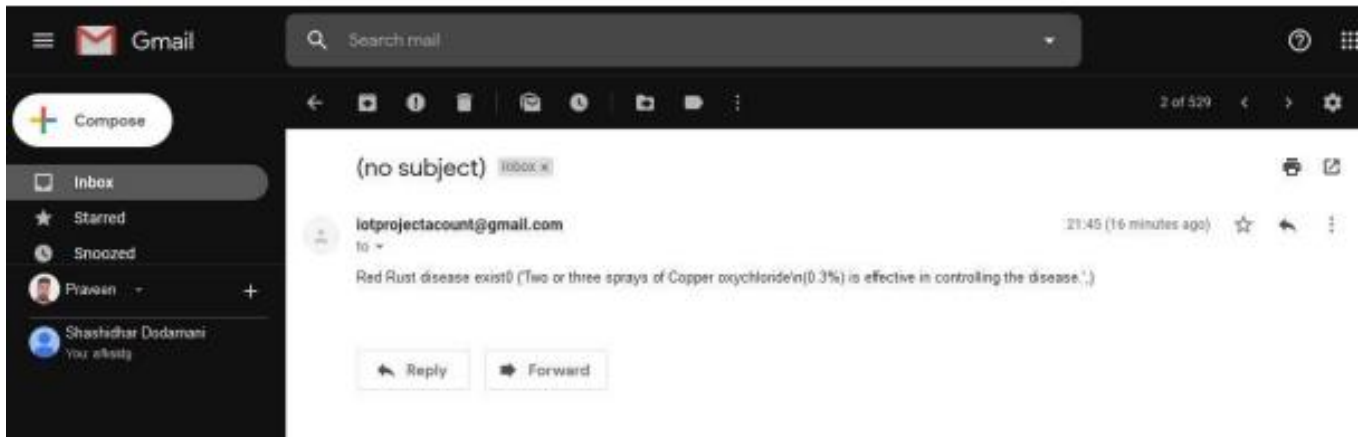 Gmail
Search mail
Compose
2 of 529
Inbox
(no subject) Inbox x
Starred
iotprojectacount@gmail.com
21:45 (16 minutes ago)
to
Snoozed
Red Rust disease exist0 ('Two or three sprays of Copper oxychloride\n(0.3%) is effective in controlling the disease.',)
Praveen
Shashidhar Dodamani
You:
Reply
Forward